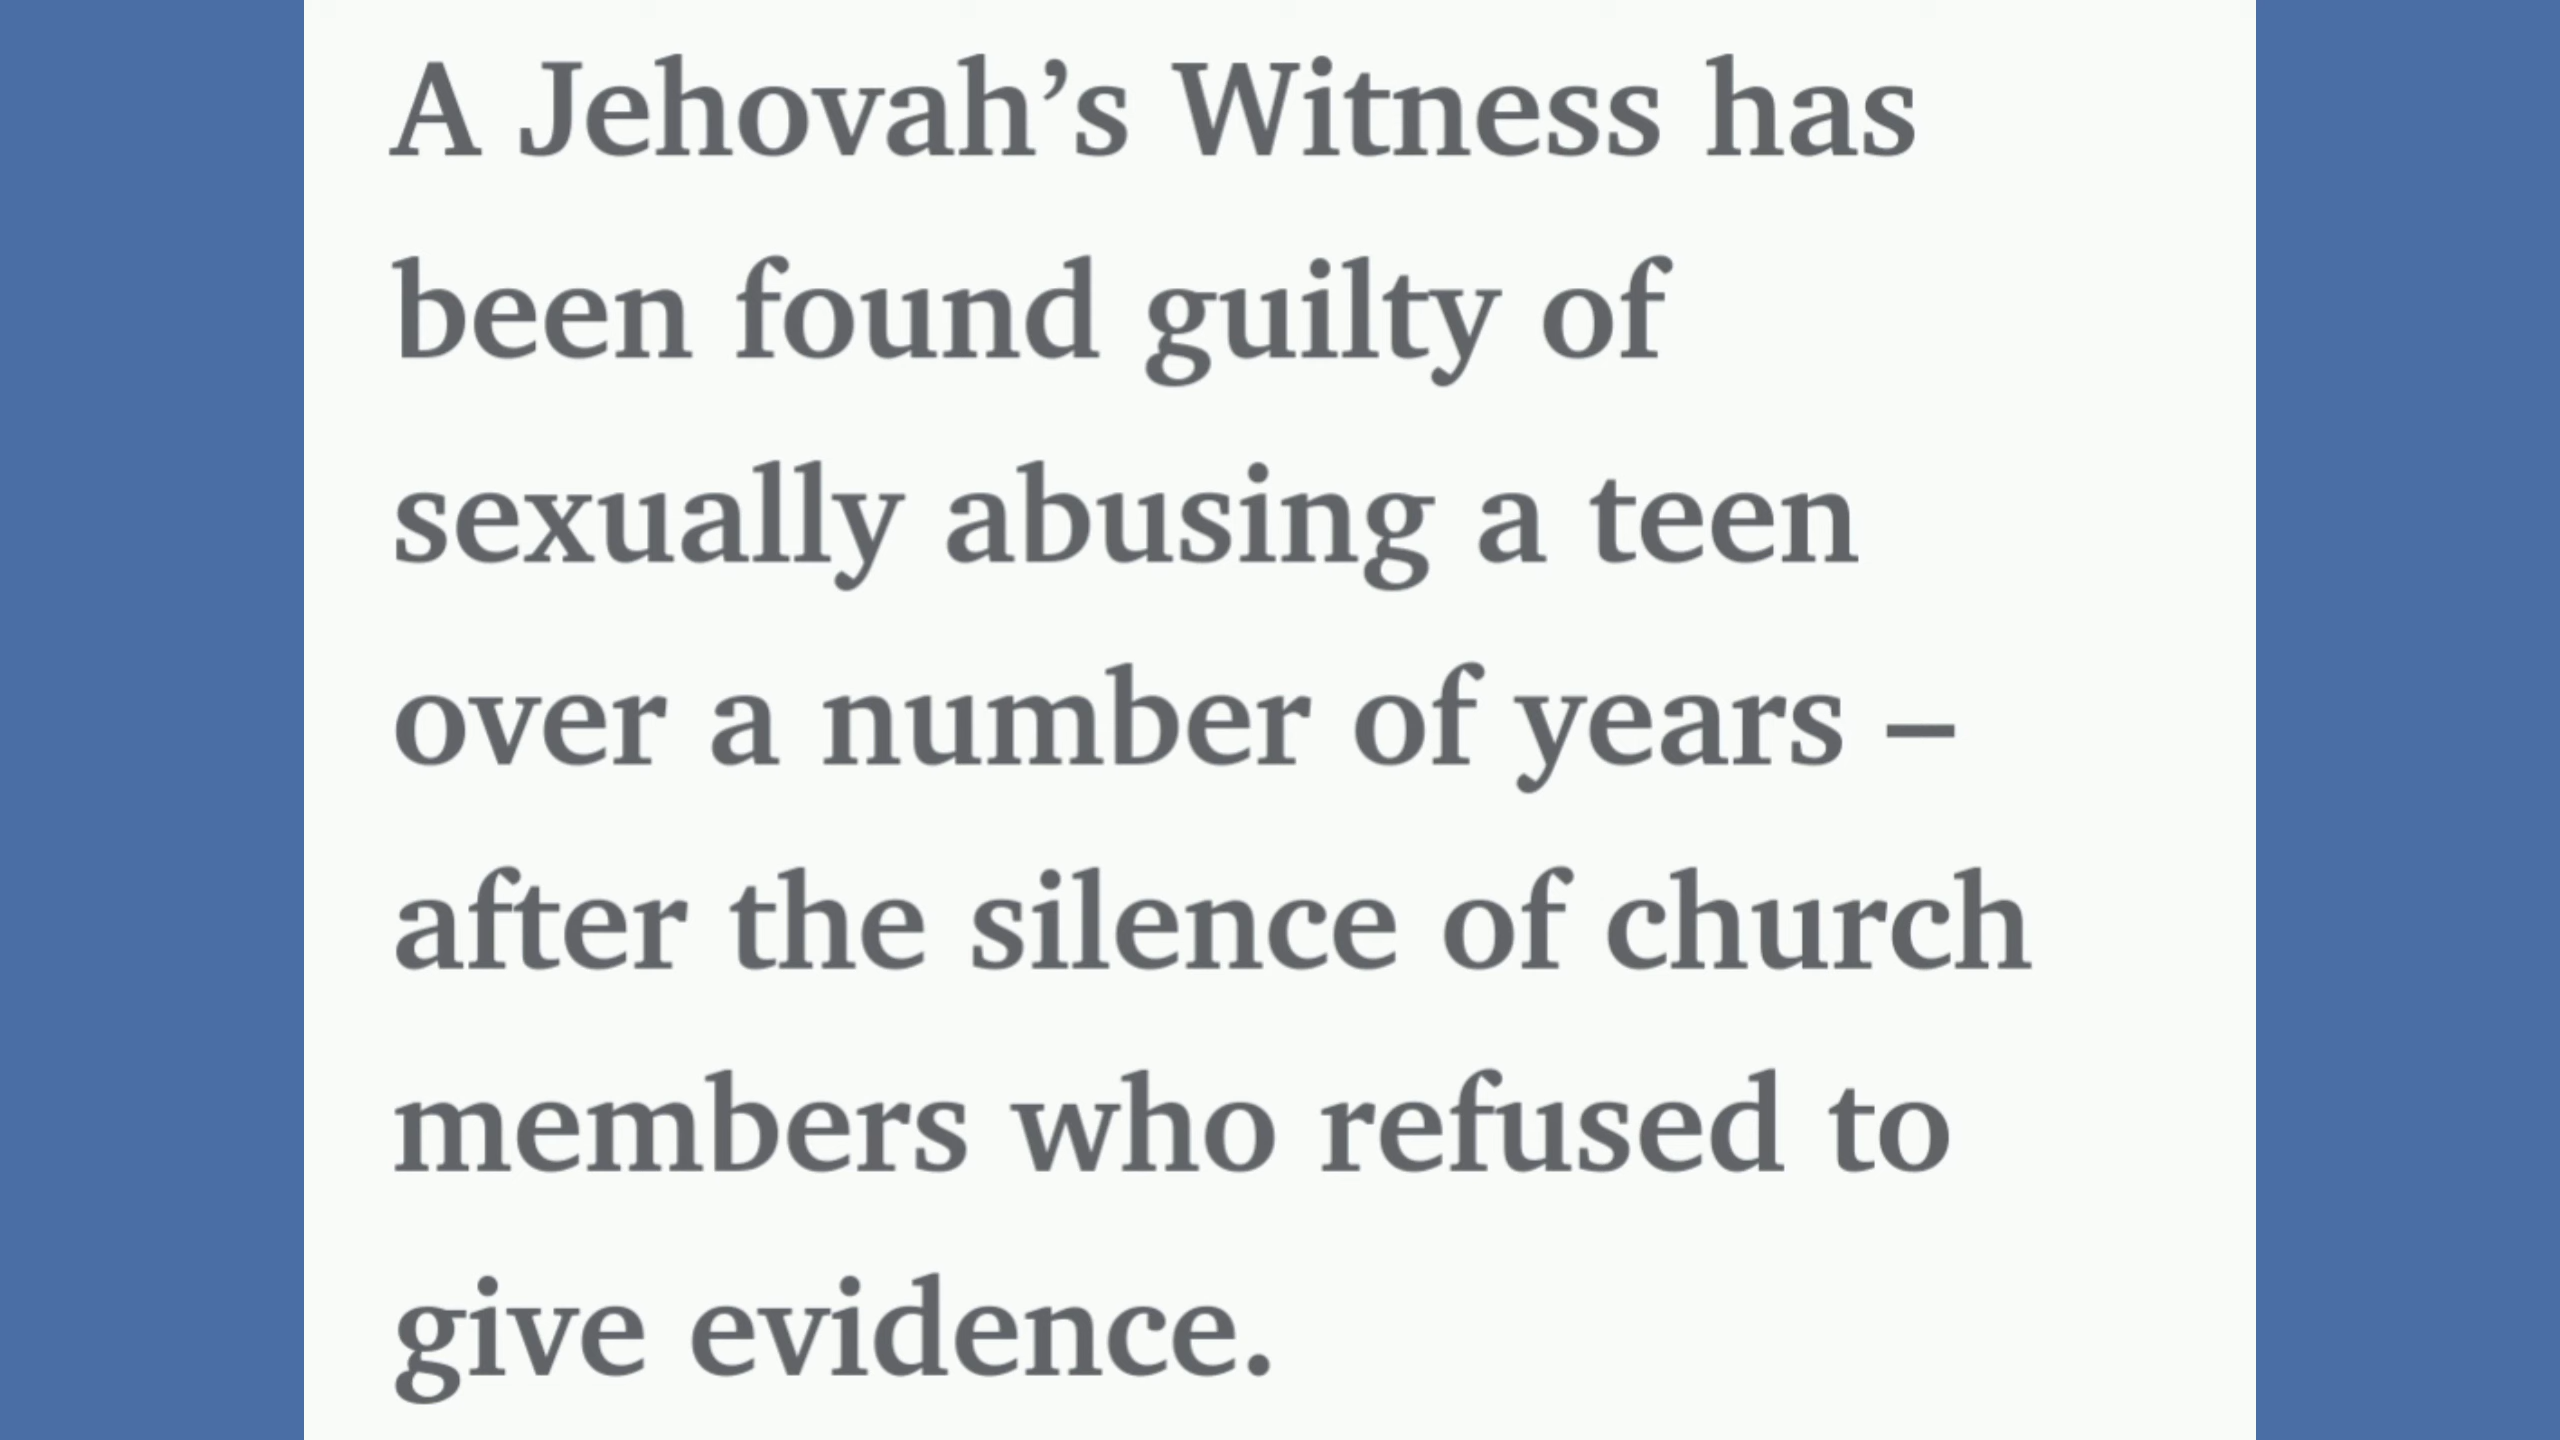 A Jehovah’s Witness has
been found guilty of
sexually abusing a teen
over a number of years –
after the silence of church
members who refused to
give evidence.